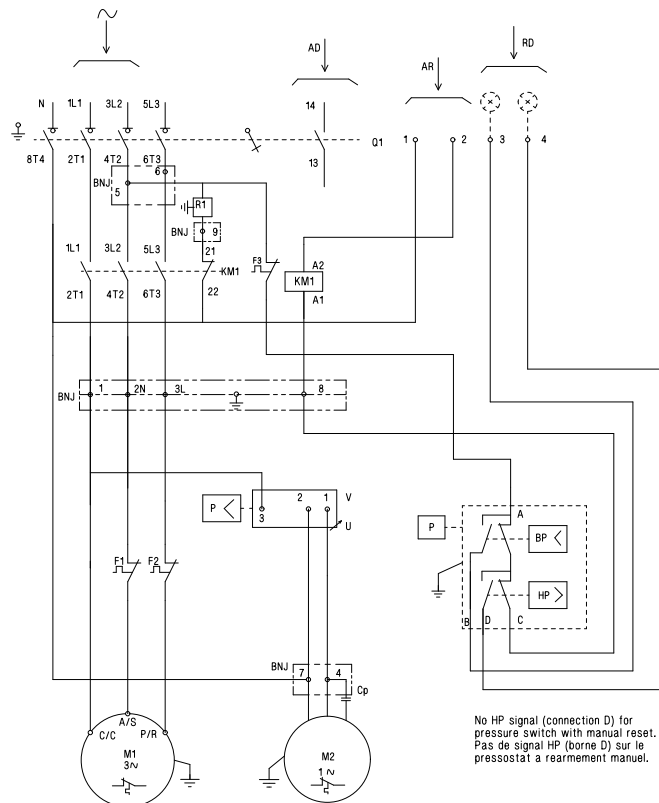 AD
RD
AR
N 1L1 3L2 5L3
14
Q1 1 2 3 4
8T4 2T1 4T2 6T3
13
BNJ 5 6
R1
BNJ 9
1L1 3L2 5L3 21
F3
A2
KM1
KM1
A1
2T1 4T2 6T3 22
BNJ 1 2N 3L 8
P 3 2 1 V
U
A
P
BP
F1 F2
HP
B D C
BNJ 7 4
Cp
A/S
C/C P/R
M1
3~
M2
1~
No HP signal (connection D) for
pressure switch with manual reset.
Pas de signal HP (borne D) sur le
pressostat a rearmement manuel.